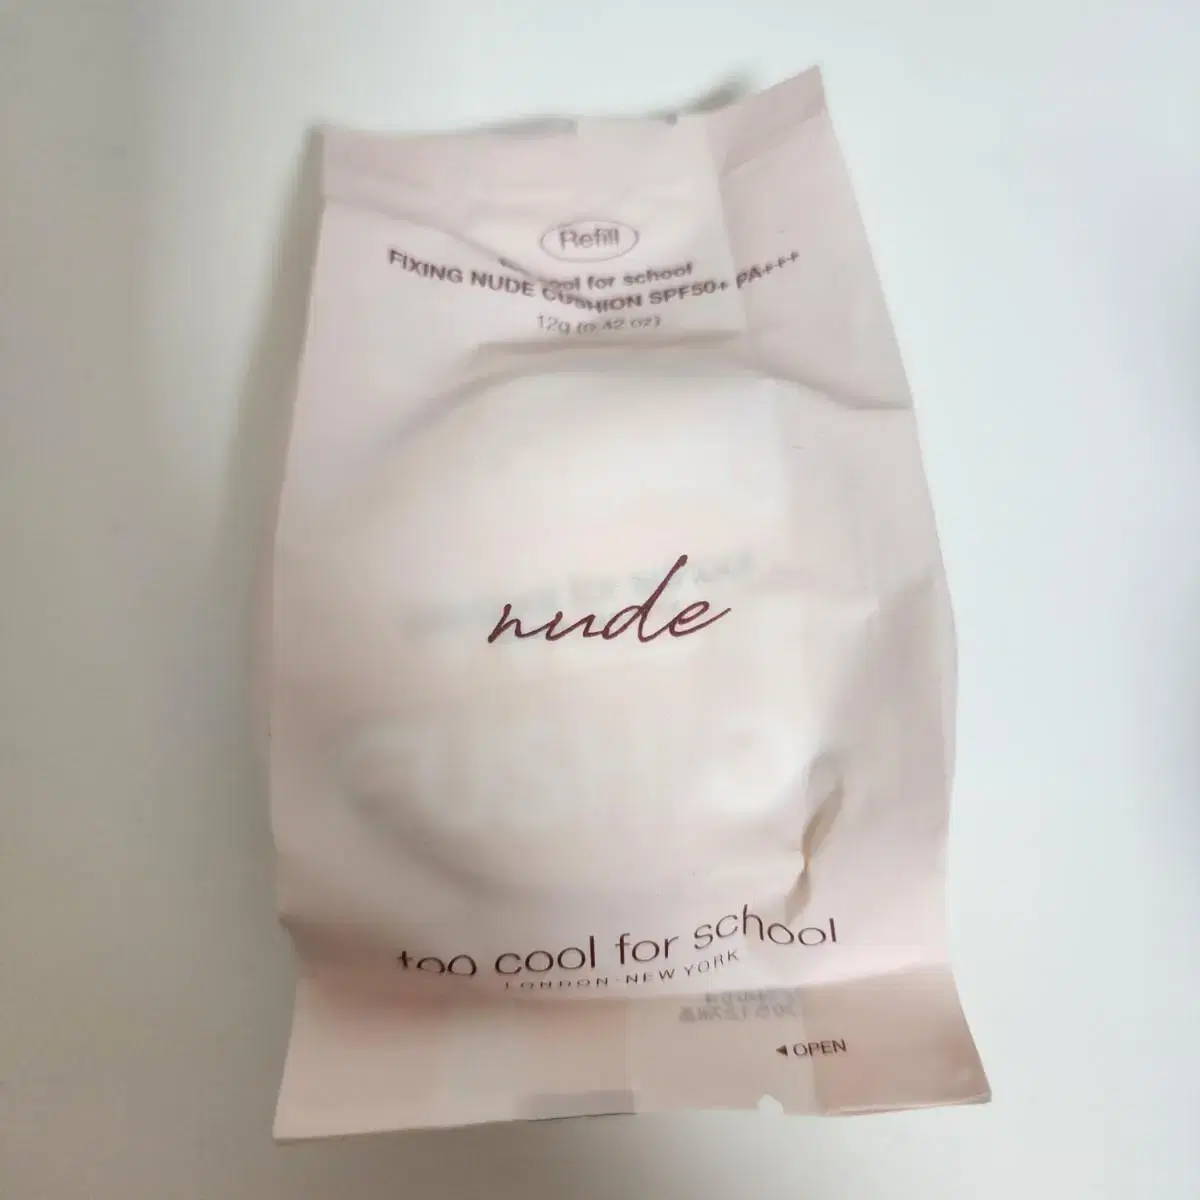 Refill
cool for school
FIXING NUDE CUSHION SPF50+ PA+++
12g (0.42 oz)
nude
too cool for school
LONDON · NEW YORK
◀ OPEN